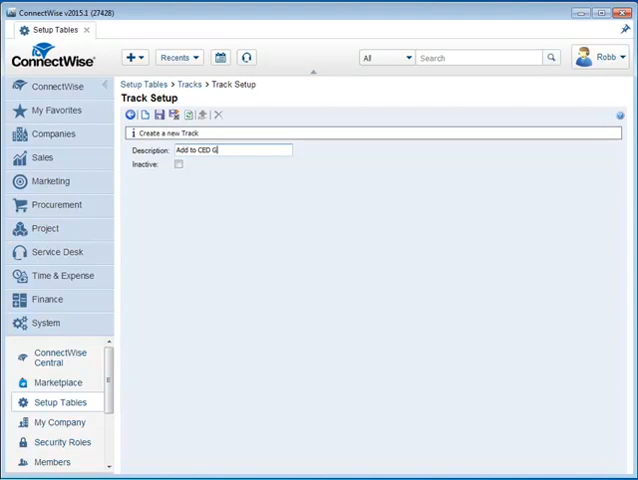 ConnectWise v2015.1 (27428)
Setup Tables
ConnectWise®
Recents
All
Search
Robb
ConnectWise
My Favorites
Companies
Sales
Marketing
Procurement
Project
Service Desk
Time & Expense
Finance
System
ConnectWise Central
Marketplace
Setup Tables
My Company
Security Roles
Members
Setup Tables > Tracks > Track Setup
Track Setup
Create a new Track
Description: Add to CED G
Inactive: